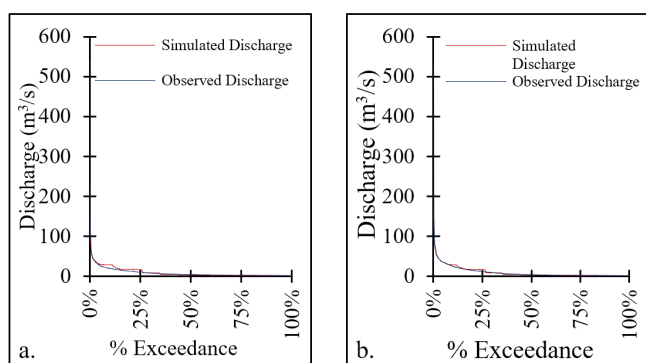 600
500
400
300
200
100
0
Discharge (m³/s)
Simulated Discharge
Observed Discharge
0%
25%
50%
75%
100%
% Exceedance
a.
600
500
400
300
200
100
0
Discharge (m³/s)
Simulated
Discharge
Observed Discharge
0%
25%
50%
75%
100%
% Exceedance
b.